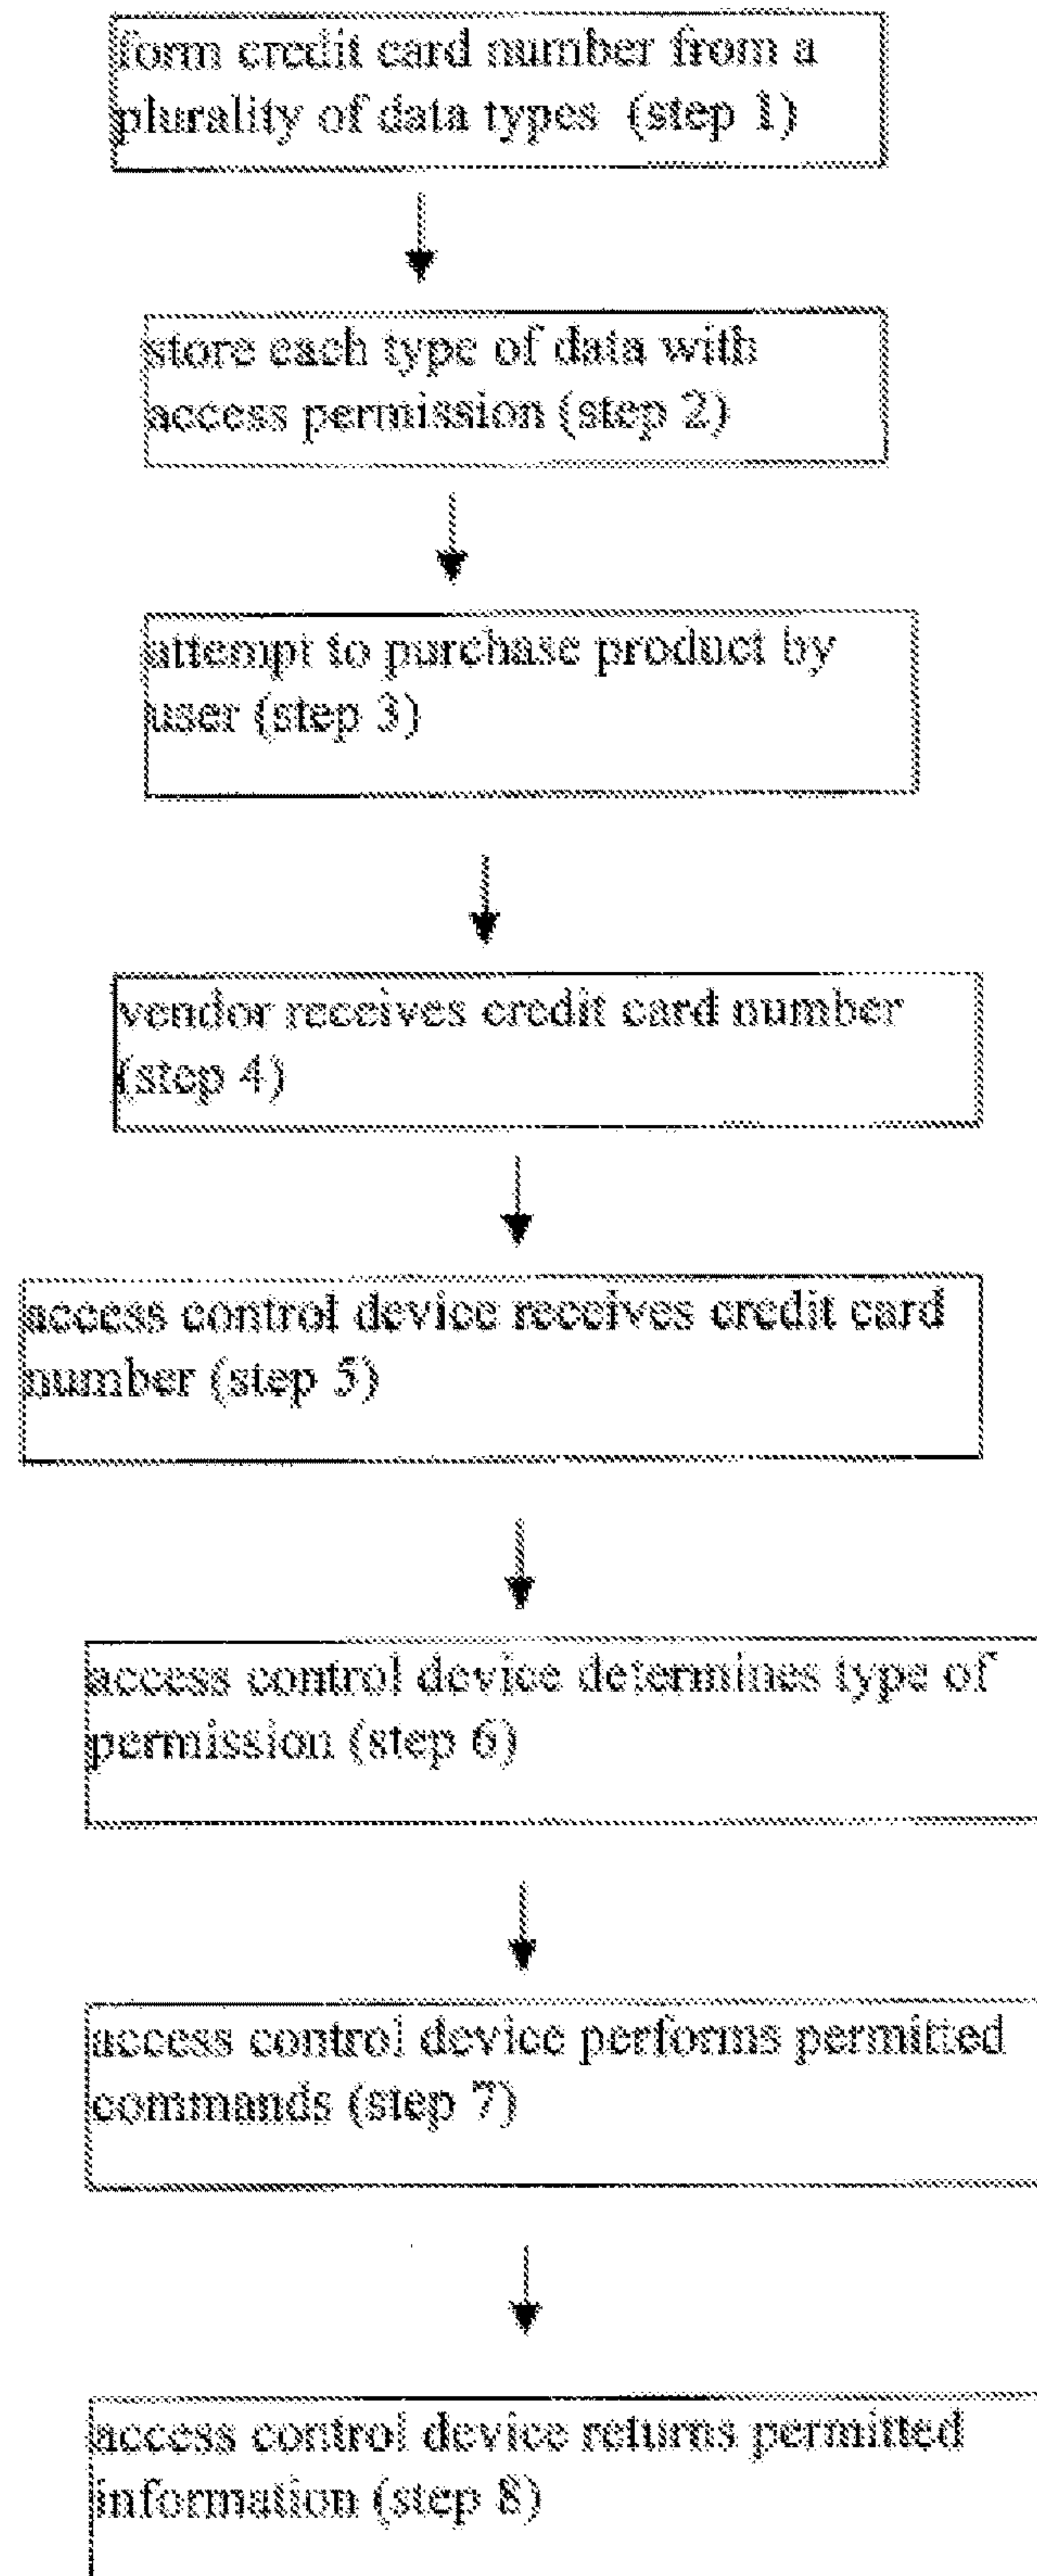 form credit card number from a
plurality of data types (step 1)
store each type of data with
access permission (step 2)
attempt to purchase product by
user (step 3)
vendor receives credit card number
(step 4)
access control device receives credit card
number (step 5)
access control device determines type of
permission (step 6)
access control device performs permitted
commands (step 7)
access control device returns permitted
information (step 8)